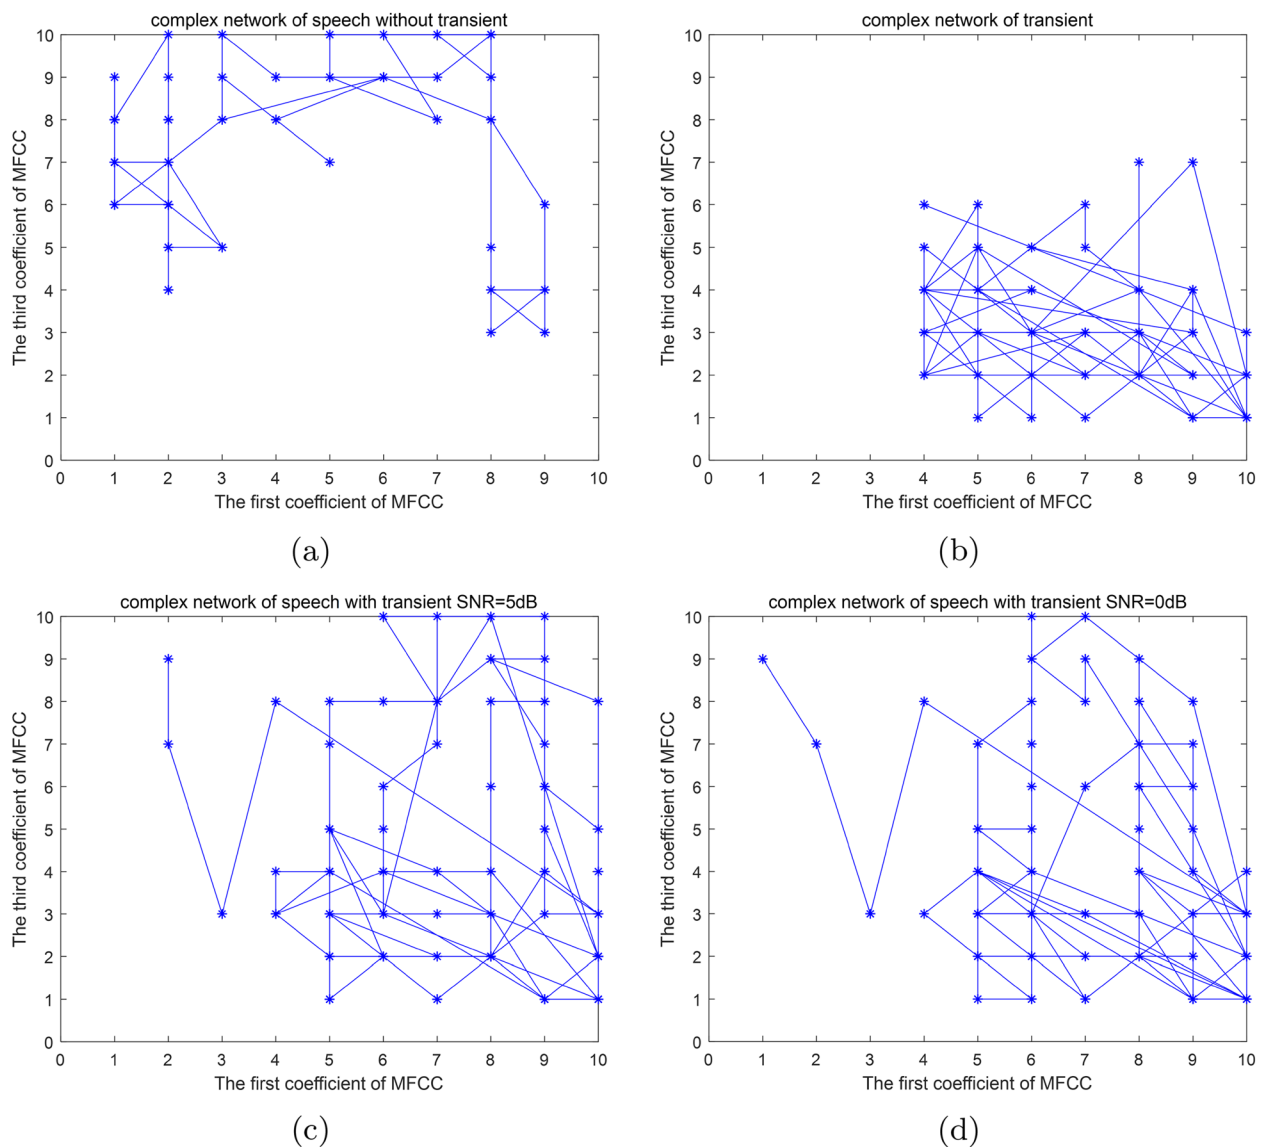 complex network of speech without transient
10
9
8
7
6
5
4
3
2
1
0
The third coefficient of MFCC
0 1 2 3 4 5 6 7 8 9 10
The first coefficient of MFCC
(a)
complex network of transient
10
9
8
7
6
5
4
3
2
1
0
The third coefficient of MFCC
0 1 2 3 4 5 6 7 8 9 10
The first coefficient of MFCC
(b)
complex network of speech with transient SNR=5dB
10
9
8
7
6
5
4
3
2
1
0
The third coefficient of MFCC
0 1 2 3 4 5 6 7 8 9 10
The first coefficient of MFCC
(c)
complex network of speech with transient SNR=0dB
10
9
8
7
6
5
4
3
2
1
0
The third coefficient of MFCC
0 1 2 3 4 5 6 7 8 9 10
The first coefficient of MFCC
(d)